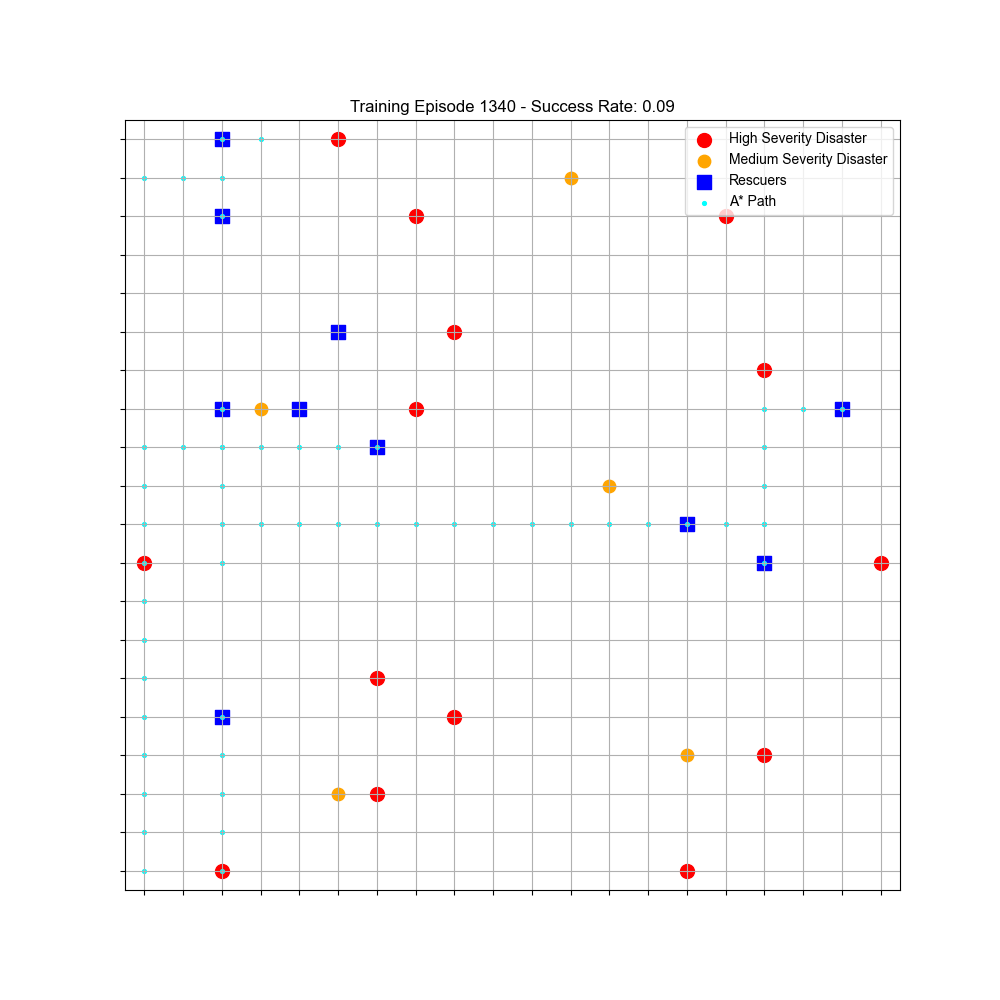 Training Episode 1340 - Success Rate: 0.09
High Severity Disaster
Medium Severity Disaster
Rescuers
A* Path